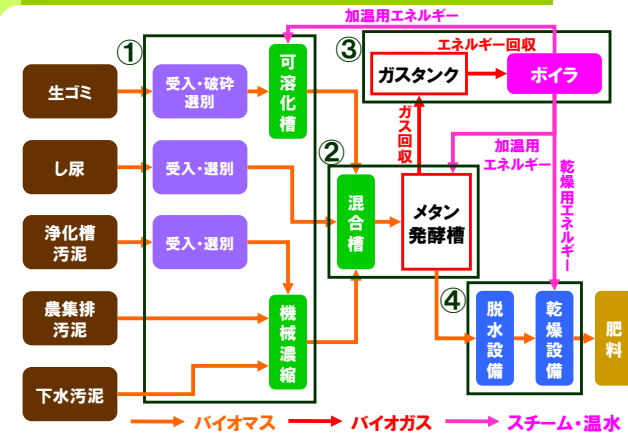 加温用エネルギー
①
③
エネルギー回収
生ゴミ
受入・破砕
選別
可溶化槽
ガスタンク
ボイラ
ガス回収
加温用
エネルギー
乾燥用エネルギー
②
し尿
受入・選別
混合槽
メタン
発酵槽
浄化槽
汚泥
受入・選別
④
農集排
汚泥
機械濃縮
脱水設備
乾燥設備
肥料
下水汚泥
バイオマス
バイオガス
スチーム・温水